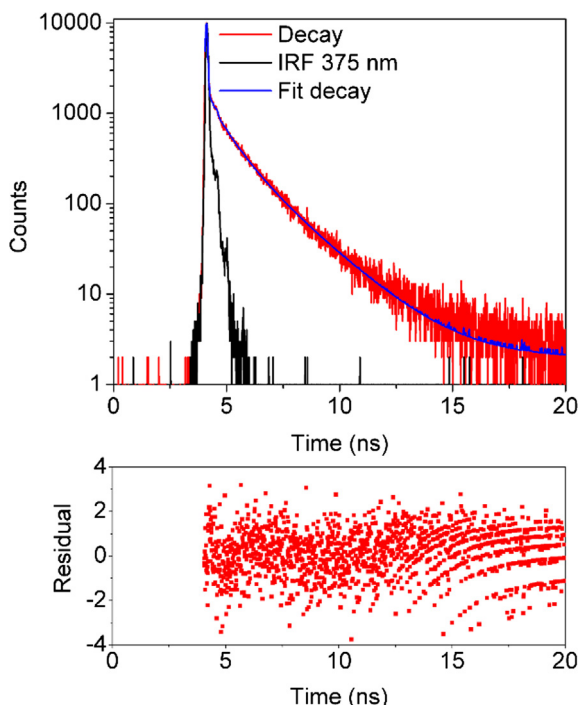 10000
1000
100
10
1
Counts
Decay
IRF 375 nm
Fit decay
0 5 10 15 20
Time (ns)
4
2
0
-2
-4
Residual
0 5 10 15 20
Time (ns)